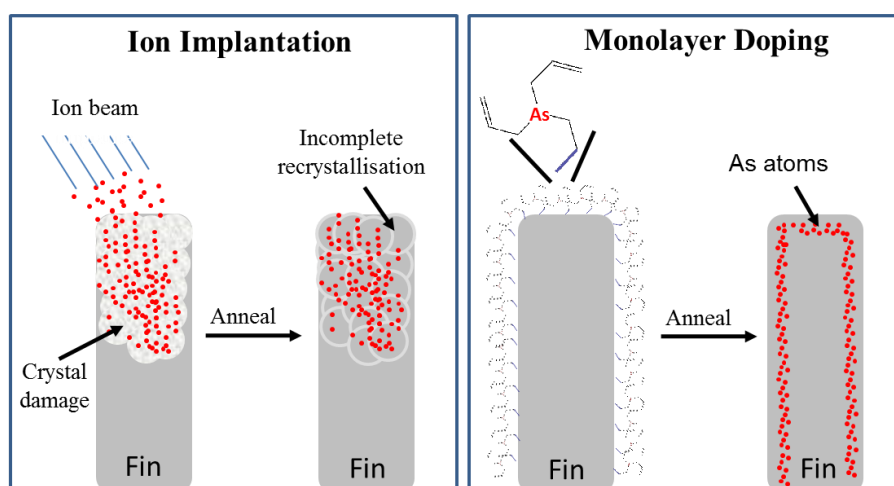 Ion Implantation
Ion beam
Incomplete
recrystallisation
Anneal
Crystal
damage
Fin
Fin
Monolayer Doping
As
As atoms
Anneal
Fin
Fin